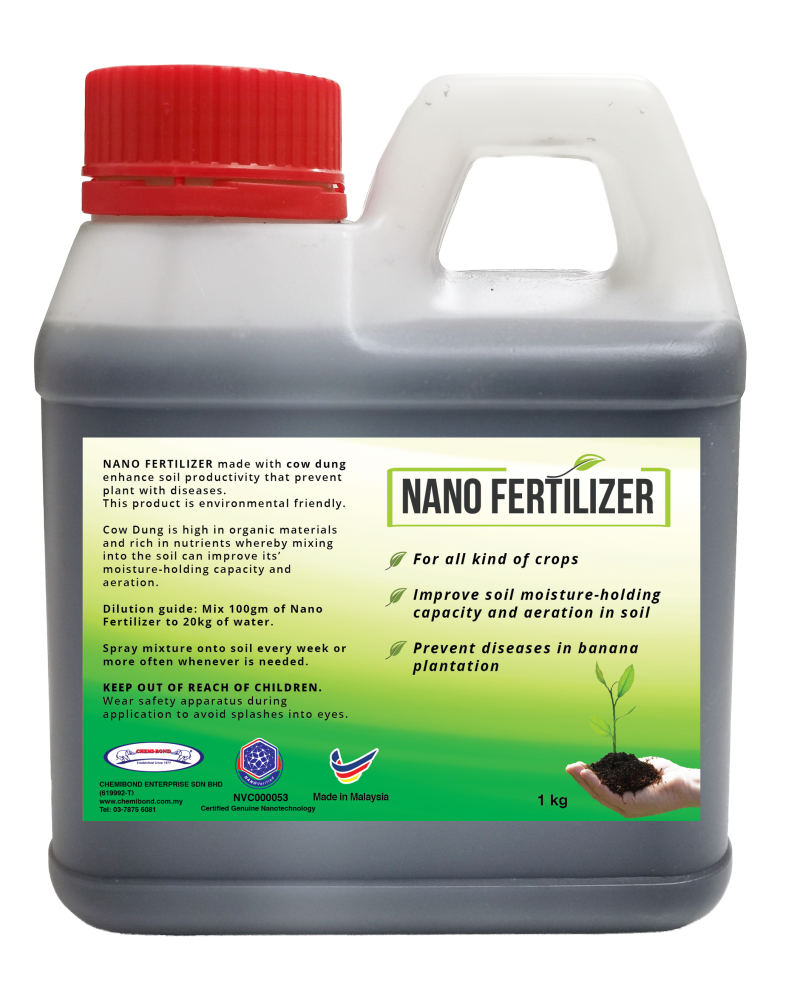 NANO FERTILIZER made with cow dung
enhance soil productivity that prevent
plant with diseases.
This product is environmental friendly.
Cow Dung is high in organic materials
and rich in nutrients whereby mixing
into the soil can improve its'
moisture-holding capacity and
aeration.
Dilution guide: Mix 100gm of Nano
Fertilizer to 20kg of water.
Spray mixture onto soil every week or
more often whenever is needed.
KEEP OUT OF REACH OF CHILDREN.
Wear safety apparatus during
application to avoid splashes into eyes.
CHEMI-BOND
CHEMIBOND ENTERPRISE SDN BHD
(619992-T)
www.chemibond.com.my
Tel: 03-7875 6081
NVC000053
Certified Genuine Nanotechnology
Made in Malaysia
NANO FERTILIZER
For all kind of crops
Improve soil moisture-holding
capacity and aeration in soil
Prevent diseases in banana
plantation
1 kg